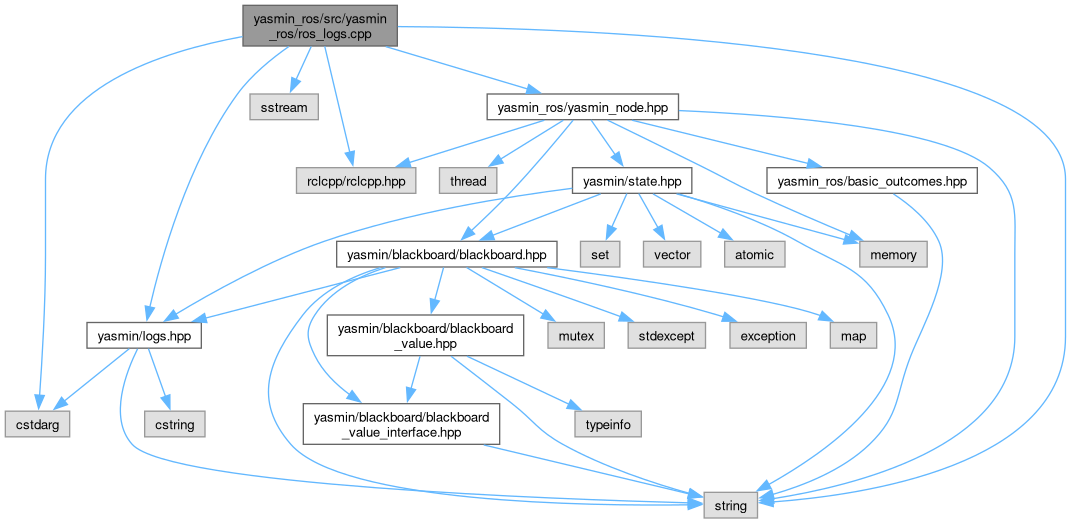 yasmin_ros/src/yasmin
_ros/ros_logs.cpp
sstream
yasmin_ros/yasmin_node.hpp
rclcpp/rclcpp.hpp
thread
yasmin/state.hpp
yasmin_ros/basic_outcomes.hpp
yasmin/blackboard/blackboard.hpp
set
vector
atomic
memory
yasmin/logs.hpp
yasmin/blackboard/blackboard
_value.hpp
mutex
stdexcept
exception
map
cstdarg
cstring
yasmin/blackboard/blackboard
_value_interface.hpp
typeinfo
string